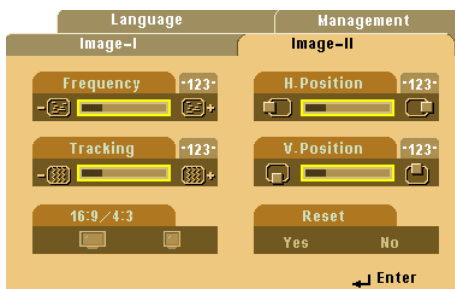 Language Management
Image-I Image-II
Frequency -123- H.Position -123-
- +
Tracking -123- V.Position -123-
- +
16:9/4:3 Reset
Yes No
Enter